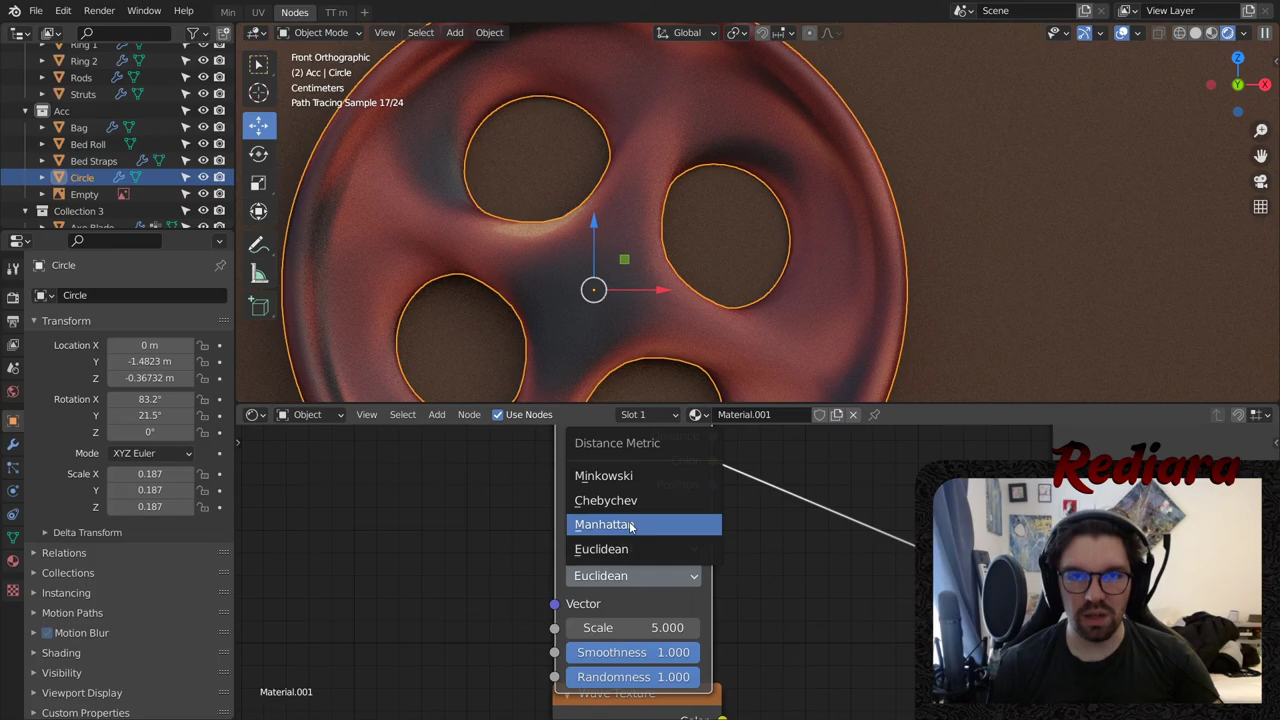 File Edit Render Window Help
Min UV Nodes TT m +
Scene
View Layer
Object Mode View Select Add Object
Global
Ring 1
Ring 2
Rods
Struts
Acc
Bag
Bed Roll
Bed Straps
Circle
Empty
Collection 3
Axe Blade
Front Orthographic
(2) Acc | Circle
Centimeters
Path Tracing Sample 17/24
Z
Y
X
Circle
Circle
Transform
Location X 0 m
Y -1.4823 m
Z -0.36732 m
Rotation X 83.2°
Y 21.5°
Z 0°
Mode XYZ Euler
Scale X 0.187
Y 0.187
Z 0.187
Delta Transform
Relations
Collections
Instancing
Motion Paths
Motion Blur
Shading
Visibility
Viewport Display
Custom Properties
Object View Select Add Node Use Nodes Slot 1 Material.001
Distance Metric
Minkowski
Chebychev
Manhattan
Euclidean
Euclidean
Vector
Scale 5.000
Smoothness 1.000
Randomness 1.000
Wave Texture
Color
Material.001
Rediara